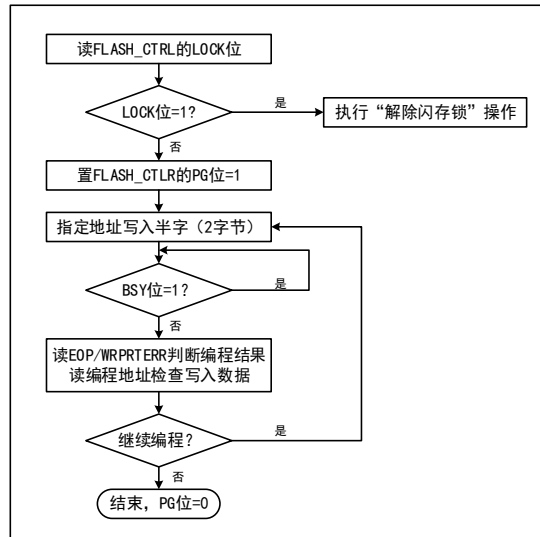 读FLASH_CTRL的LOCK位
LOCK位=1?
是
执行“解除闪存锁”操作
否
置FLASH_CTLR的PG位=1
指定地址写入半字（2字节）
BSY位=1?
是
否
读EOP/WRPRTERR判断编程结果
读编程地址检查写入数据
继续编程?
是
否
结束, PG位=0